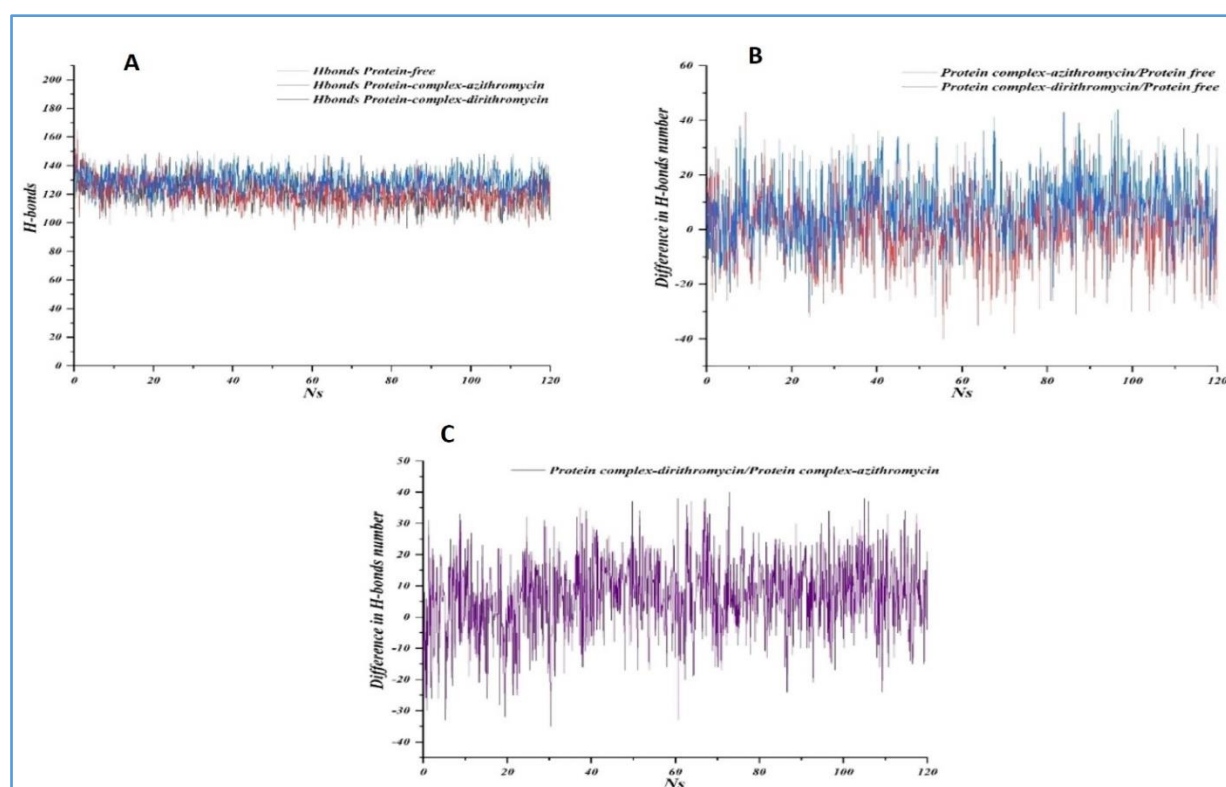 A
Hbonds Protein-free
Hbonds Protein-complex-azithromycin
Hbonds Protein-complex-dirithromycin
H-bonds
200
180
160
140
120
100
80
60
40
20
0
0 20 40 60 80 100 120
Ns
B
Protein complex-azithromycin/Protein free
Protein complex-dirithromycin/Protein free
Difference in H-bonds number
60
40
20
0
-20
-40
0 20 40 60 80 100 120
Ns
C
Protein complex-dirithromycin/Protein complex-azithromycin
Difference in H-bonds number
50
40
30
20
10
0
-10
-20
-30
-40
0 20 40 60 80 100 120
Ns